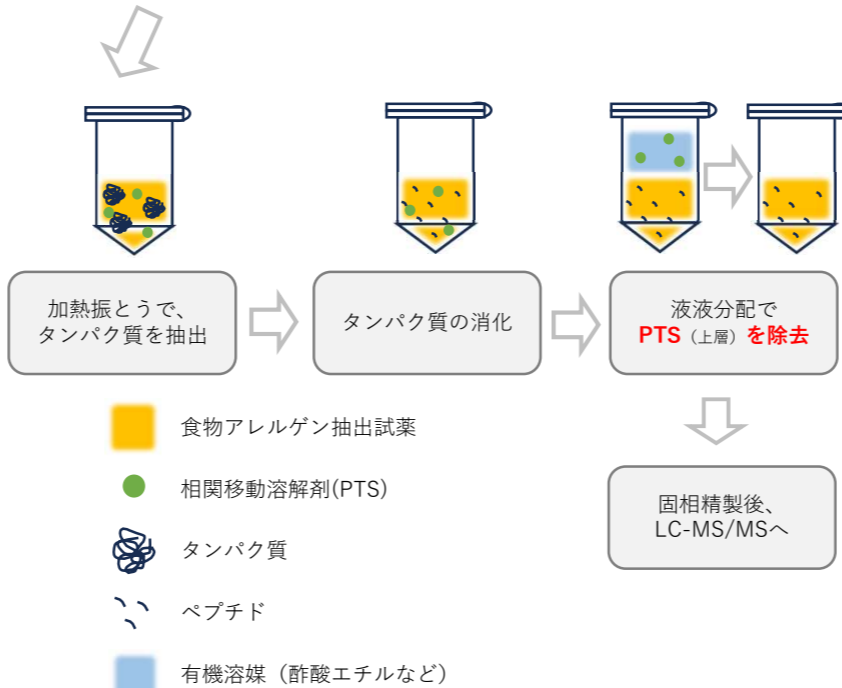 加熱振とうで、
タンパク質を抽出
タンパク質の消化
液液分配で
PTS（上層）を除去
食物アレルゲン抽出試薬
相関移動溶解剤(PTS)
タンパク質
ペプチド
有機溶媒（酢酸エチルなど）
固相精製後、
LC-MS/MSへ